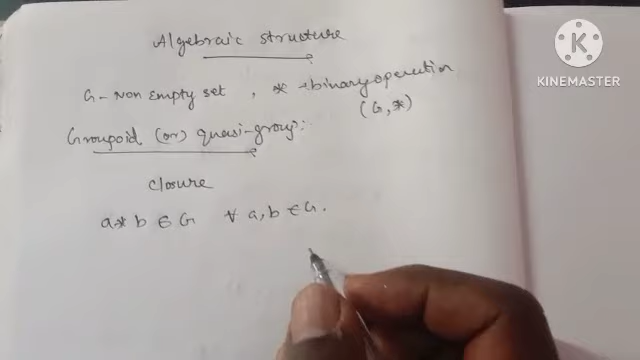 Algebraic structure
G - Non Empty set , * → binary operation
(G, *)
Groupoid (or) quasi-group:
closure
a * b ∈ G ∀ a, b ∈ G.
K
KINEMASTER